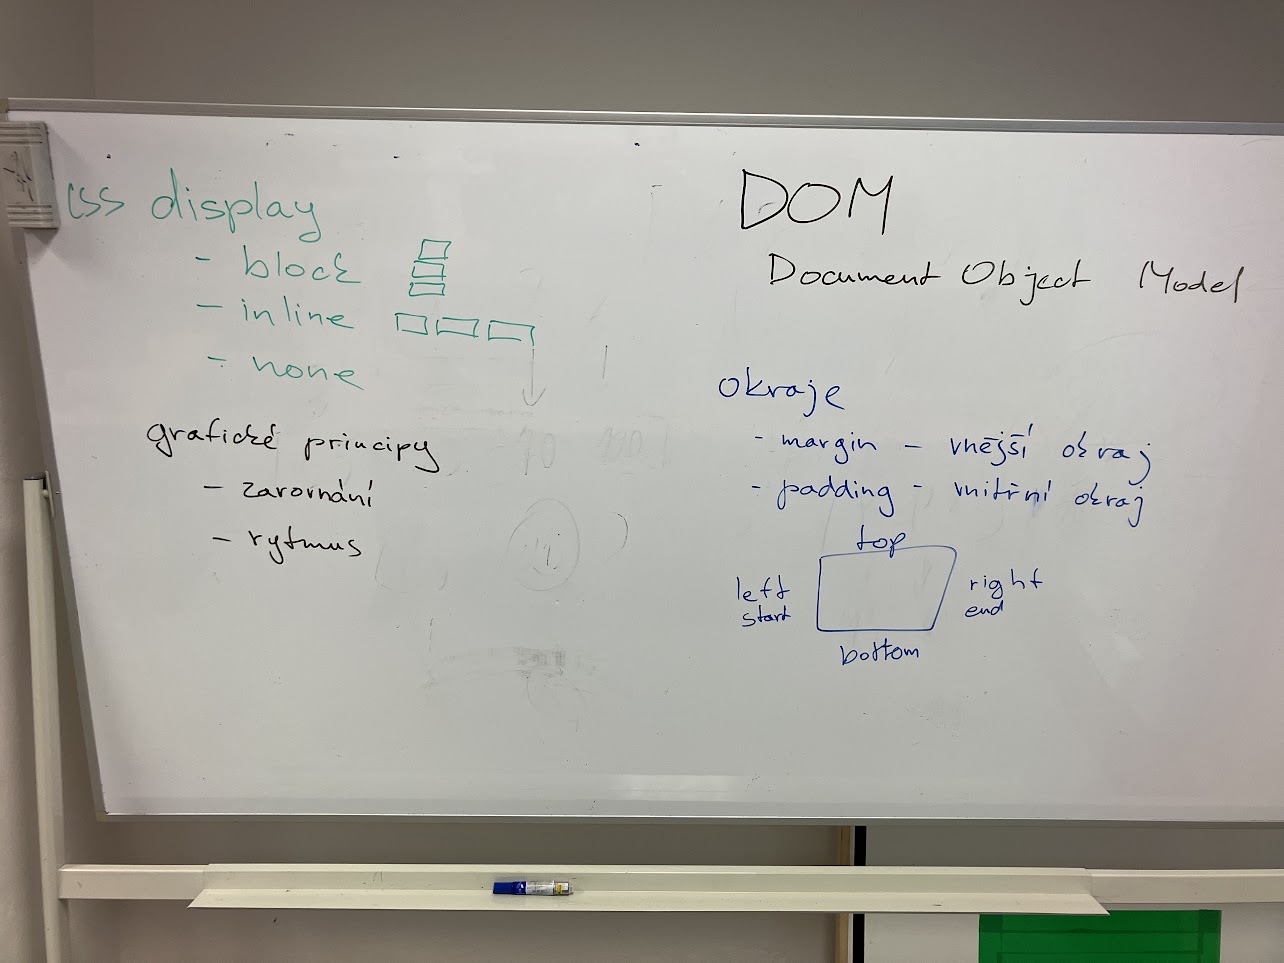 css display
- block
- inline
- none
grafické principy
- zarovnání
- rytmus
DOM
Document Object Model
okraje
- margin - vnější okraj
- padding - vnitřní okraj
top
left
start
right
end
bottom